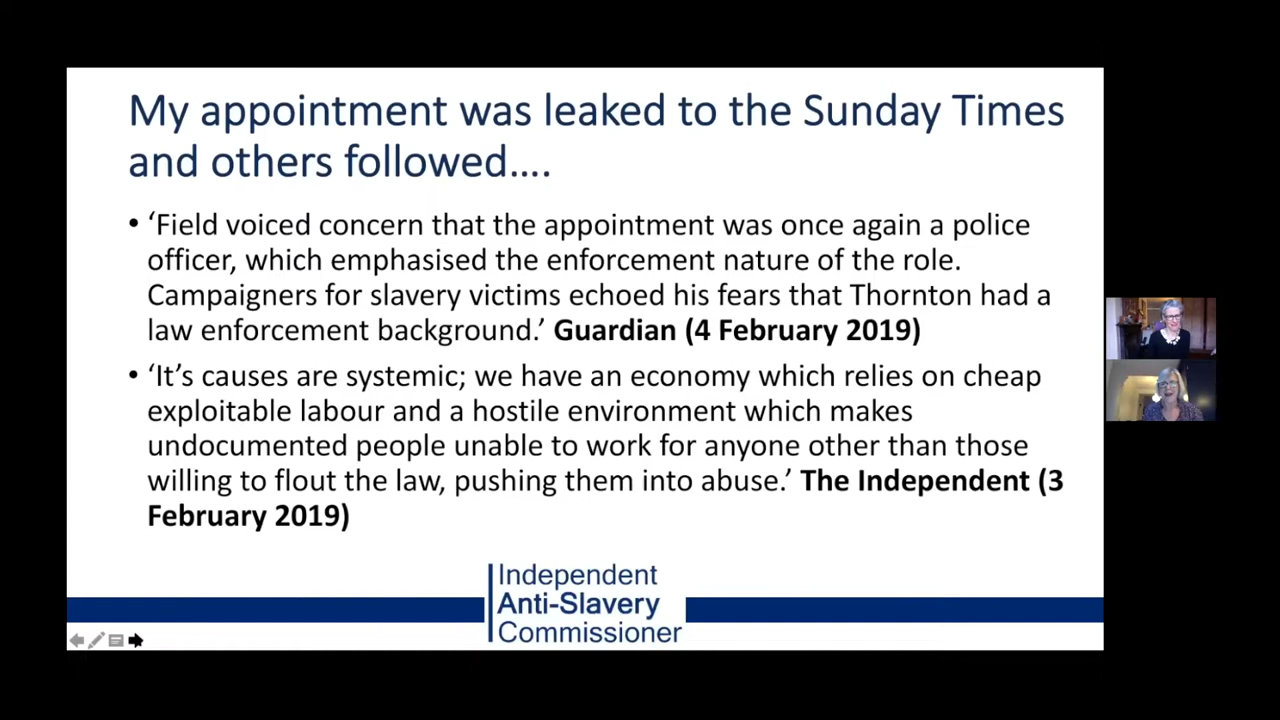 My appointment was leaked to the Sunday Times
and others followed....
• ‘Field voiced concern that the appointment was once again a police
officer, which emphasised the enforcement nature of the role.
Campaigners for slavery victims echoed his fears that Thornton had a
law enforcement background.’ Guardian (4 February 2019)
• ‘It’s causes are systemic; we have an economy which relies on cheap
exploitable labour and a hostile environment which makes
undocumented people unable to work for anyone other than those
willing to flout the law, pushing them into abuse.’ The Independent (3
February 2019)
Independent
Anti-Slavery
Commissioner